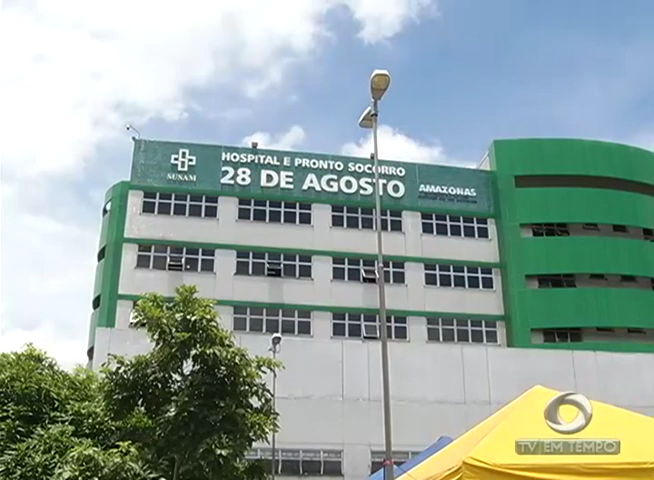 SUSAM
HOSPITAL E PRONTO SOCORRO
28 DE AGOSTO
AMAZONAS
TV EM TEMPO